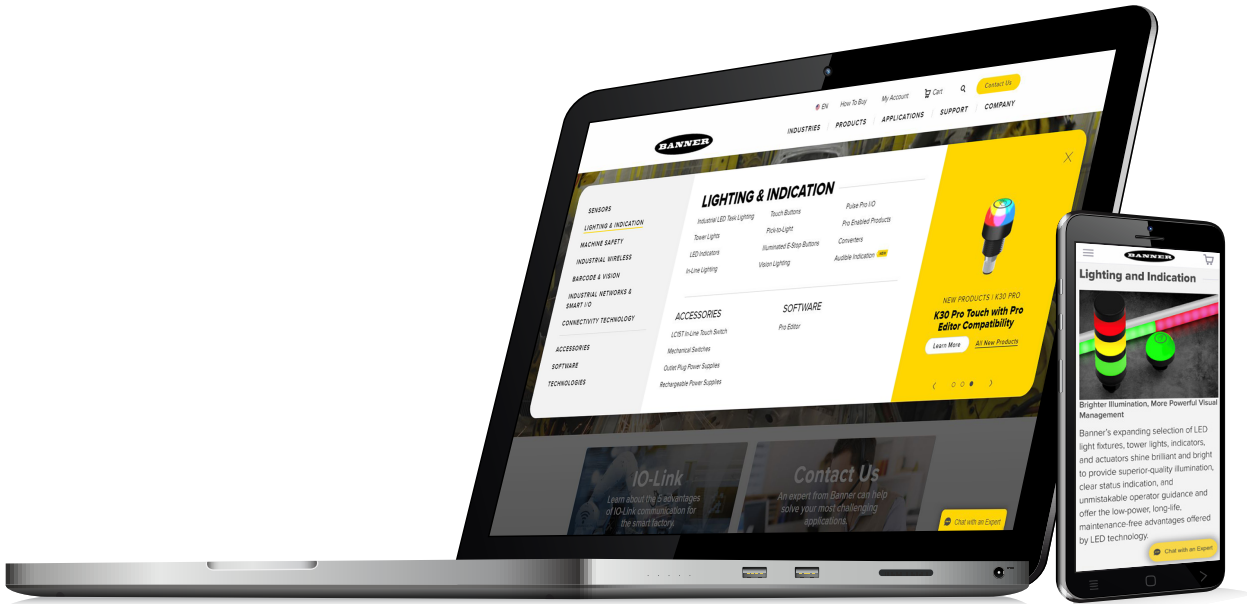 EN
How To Buy
My Account
Cart
Contact Us
BANNER
INDUSTRIES
PRODUCTS
APPLICATIONS
SUPPORT
COMPANY
SENSORS
LIGHTING & INDICATION
MACHINE SAFETY
INDUSTRIAL WIRELESS
BARCODE & VISION
INDUSTRIAL NETWORKS &
SMART I/O
CONNECTIVITY TECHNOLOGY
ACCESSORIES
SOFTWARE
TECHNOLOGIES
LIGHTING & INDICATION
Industrial LED Task Lighting
Tower Lights
LED Indicators
In-Line Lighting
Touch Buttons
Pick-to-Light
Illuminated E-Stop Buttons
Vision Lighting
Pulse Pro I/O
Pro Enabled Products
Converters
Audible Indication
ACCESSORIES
LC15T In-Line Touch Switch
Mechanical Switches
Outlet Plug Power Supplies
Rechargeable Power Supplies
SOFTWARE
Pro Editor
NEW PRODUCTS | K30 PRO
K30 Pro Touch with Pro
Editor Compatibility
Learn More
All New Products
IO-Link
Learn about the 5 advantages
of IO-Link communication for
the smart factory.
Contact Us
An expert from Banner can help
solve your most challenging
applications.
Chat with an Expert
BANNER
Lighting and Indication
Brighter Illumination, More Powerful Visual
Management
Banner's expanding selection of LED
light fixtures, tower lights, indicators,
and actuators shine brilliant and bright
to provide superior-quality illumination,
clear status indication, and
unmistakable operator guidance and
offer the low-power, long-life,
maintenance-free advantages offered
by LED technology.
Chat with an Expert